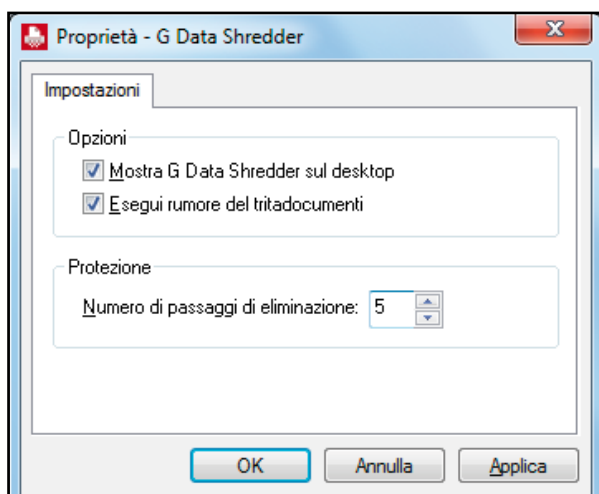 Proprietà - G Data Shredder
Impostazioni
Opzioni
Mostra G Data Shredder sul desktop
Esegui rumore del tritadocumenti
Protezione
Numero di passaggi di eliminazione: 5
OK Annulla Applica